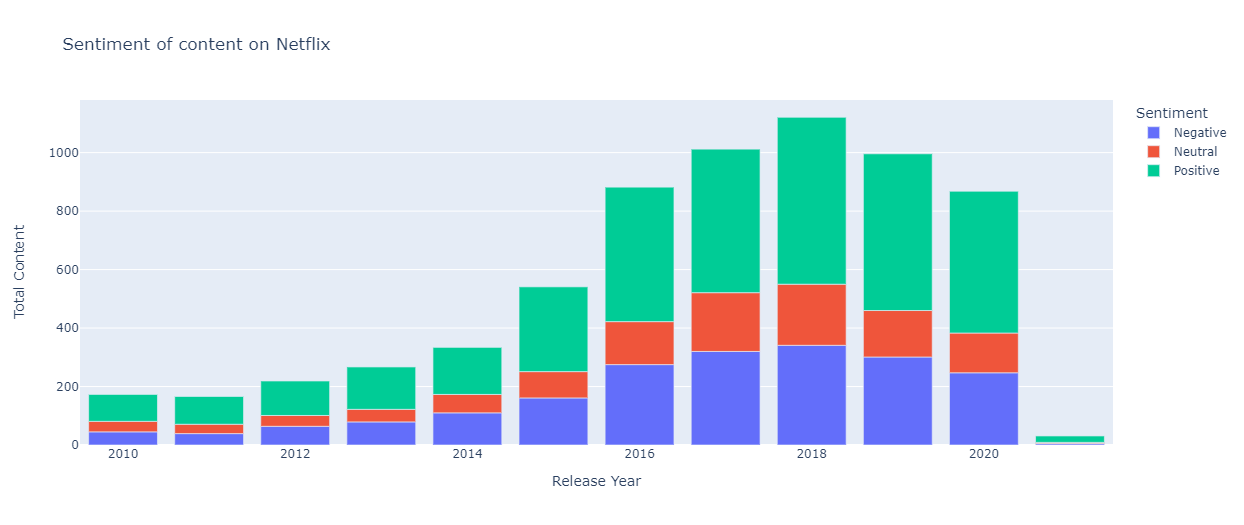 Sentiment of content on Netflix
Sentiment
Negative
Neutral
Positive
Total Content
1000
800
600
400
200
0
2010 2012 2014 2016 2018 2020
Release Year